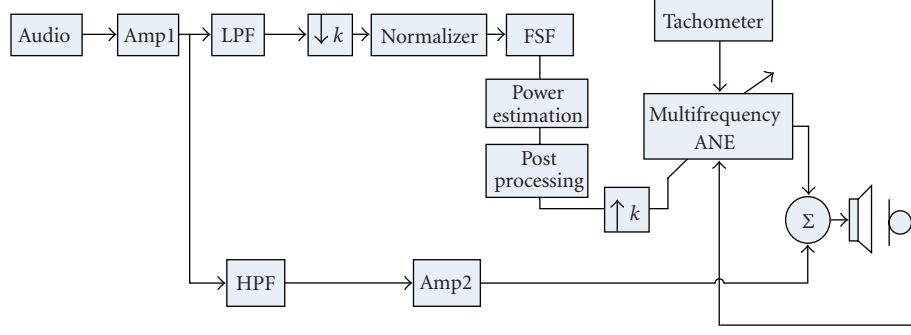 Audio
Amp1
LPF
↓ k
Normalizer
FSF
Power
estimation
Post
processing
↑ k
Tachometer
Multifrequency
ANE
Σ
HPF
Amp2